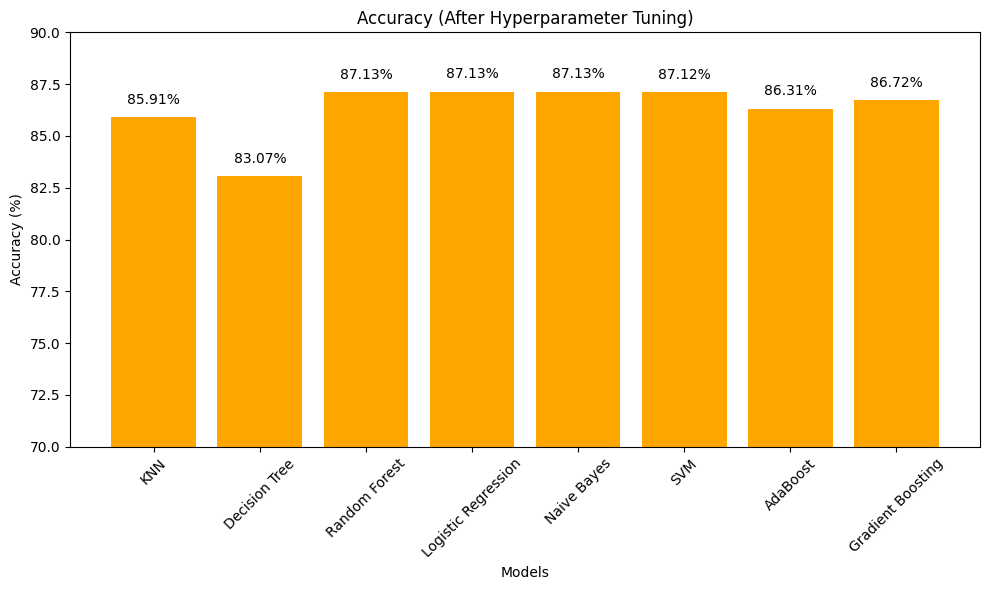 Accuracy (After Hyperparameter Tuning)
90.0
87.5
85.0
82.5
80.0
77.5
75.0
72.5
70.0
Accuracy (%)
85.91%
83.07%
87.13%
87.13%
87.13%
87.12%
86.31%
86.72%
KNN
Decision Tree
Random Forest
Logistic Regression
Naive Bayes
SVM
AdaBoost
Gradient Boosting
Models